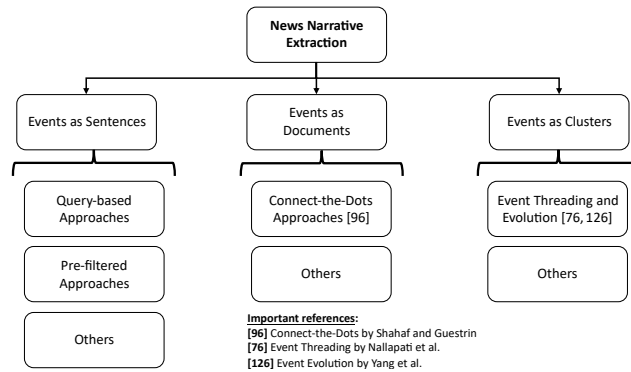 News Narrative
Extraction
Events as Sentences
Events as
Documents
Events as Clusters
Query-based
Approaches
Connect-the-Dots
Approaches [96]
Event Threading and
Evolution [76, 126]
Pre-filtered
Approaches
Others
Others
Others
Important references:
[96] Connect-the-Dots by Shahaf and Guestrin
[76] Event Threading by Nallapati et al.
[126] Event Evolution by Yang et al.